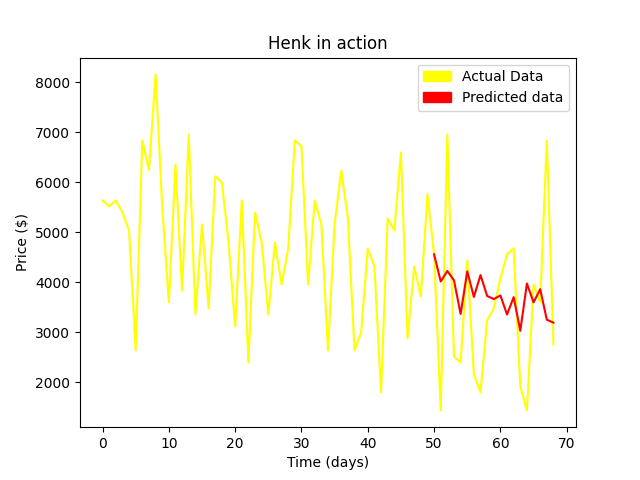 Henk in action
Actual Data
Predicted data
8000
7000
6000
5000
4000
3000
2000
Price ($)
0 10 20 30 40 50 60 70
Time (days)